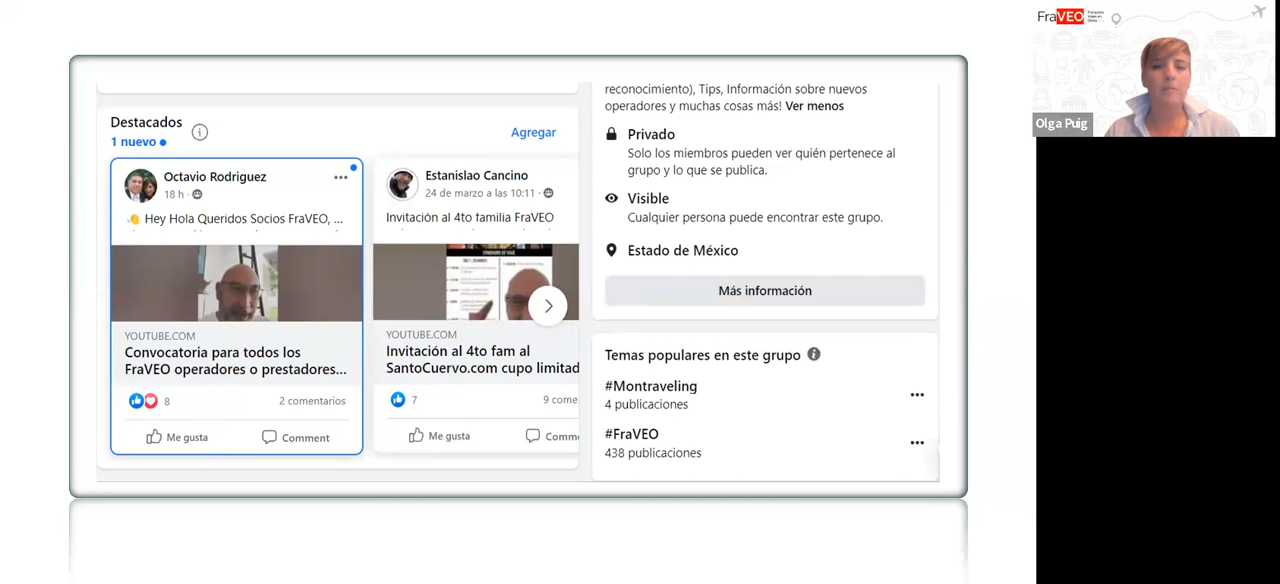 Destacados
1 nuevo
Agregar
Octavio Rodriguez
18 h
Hey Hola Queridos Socios FraVEO, ...
YOUTUBE.COM
Convocatoria para todos los
FraVEO operadores o prestadores...
8
2 comentarios
Me gusta
Comment
Estanislao Cancino
24 de marzo a las 10:11
Invitación al 4to familia FraVEO
YOUTUBE.COM
Invitación al 4to fam al
SantoCuervo.com cupo limitad
7
9 come
Me gusta
Comm
reconocimiento), Tips, Información sobre nuevos
operadores y muchas cosas más! Ver menos
Privado
Solo los miembros pueden ver quién pertenece al
grupo y lo que se publica.
Visible
Cualquier persona puede encontrar este grupo.
Estado de México
Más información
Temas populares en este grupo
#Montraveling
4 publicaciones
#FraVEO
438 publicaciones
FraVEO
Olga Puig